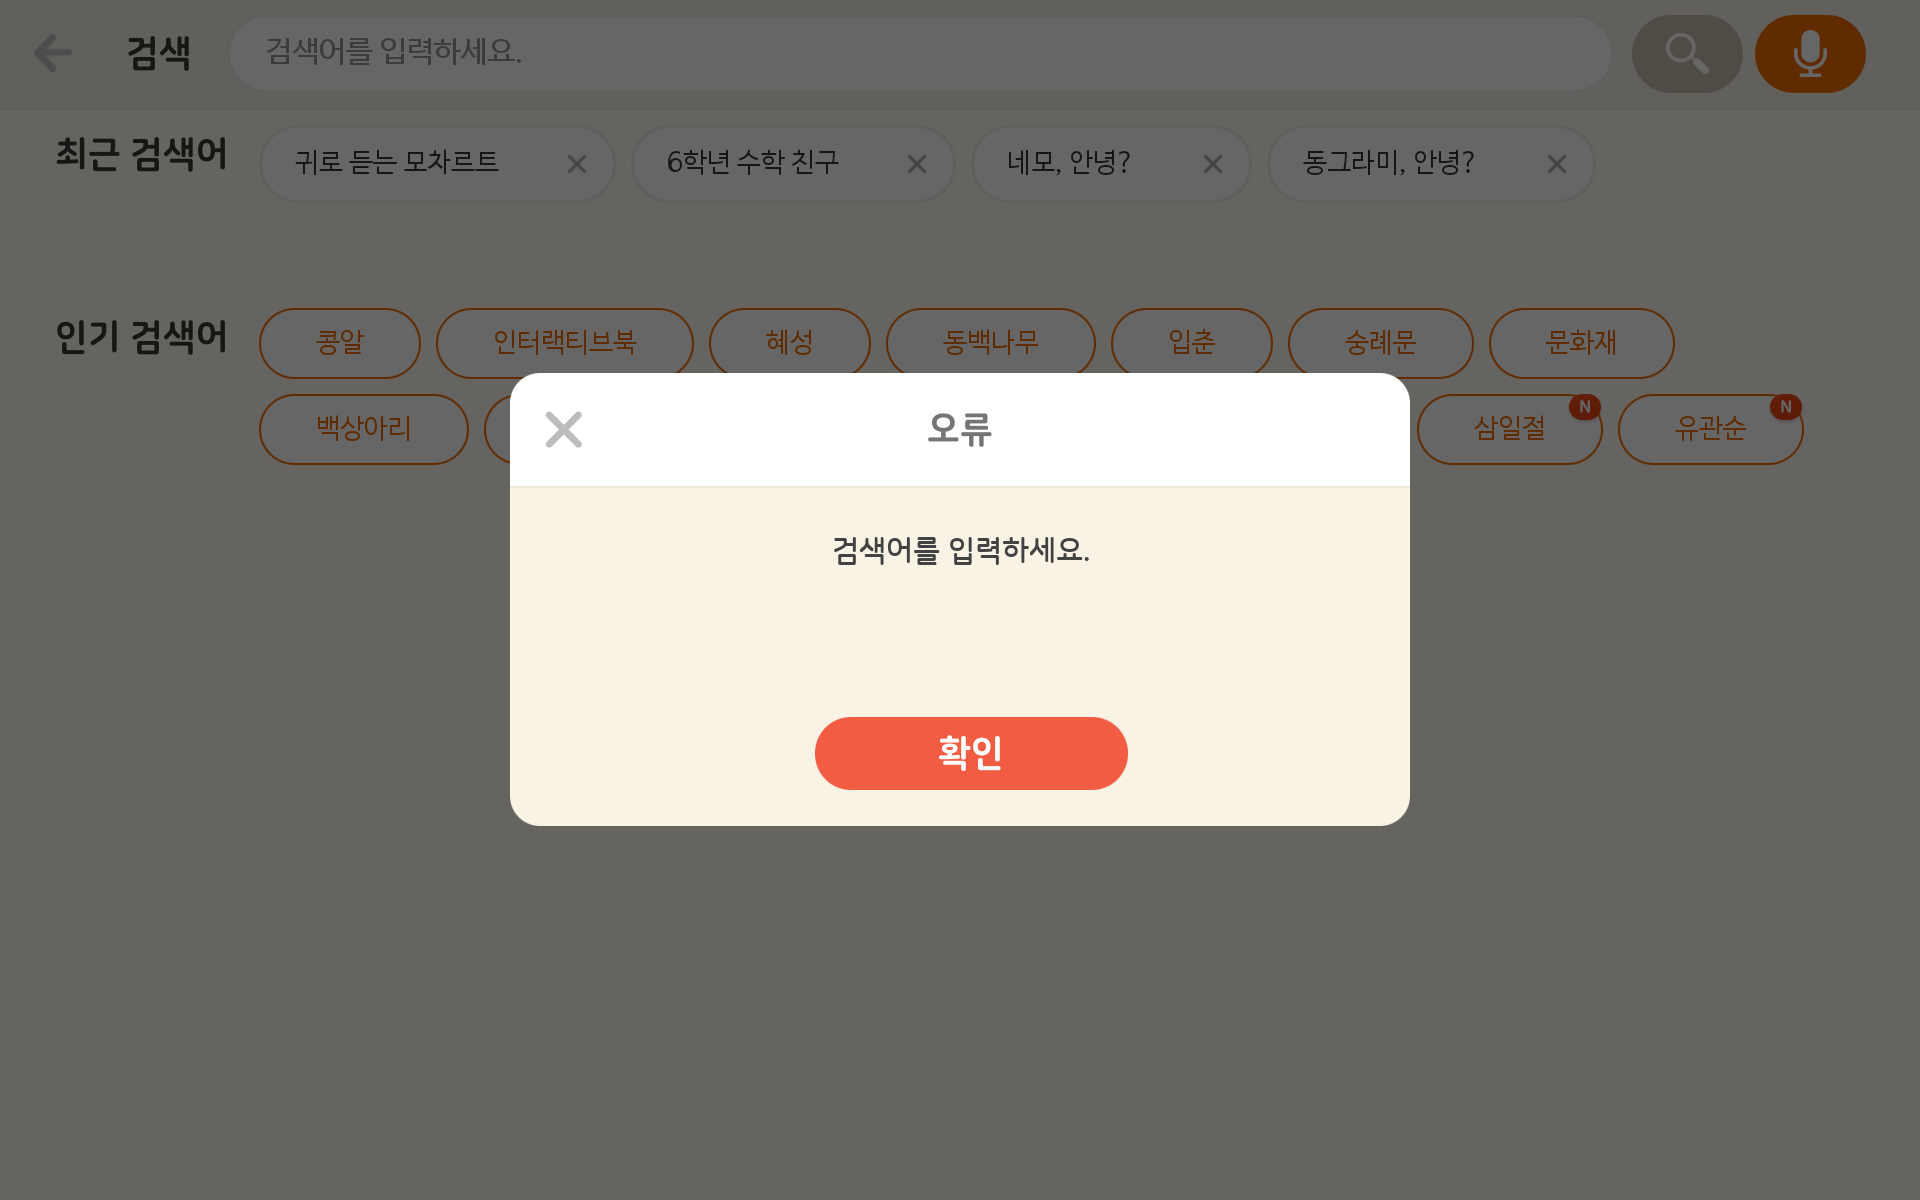 검색
검색어를 입력하세요.
최근 검색어
귀로 듣는 모차르트
6학년 수학 친구
네모, 안녕?
동그라미, 안녕?
인기 검색어
콩알
인터랙티브북
혜성
동백나무
입춘
숭례문
문화재
백상아리
삼일절
N
유관순
N
오류
검색어를 입력하세요.
확인